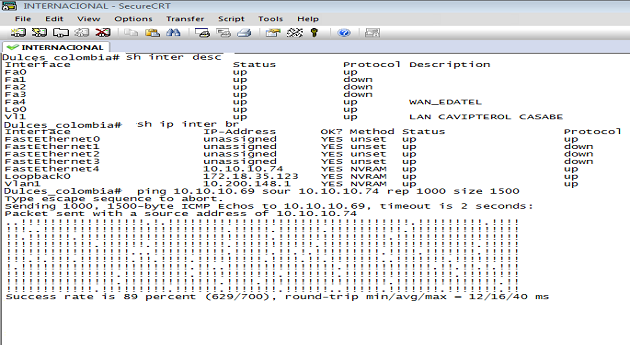 INTERNACIONAL - SecureCRT
File Edit View Options Transfer Script Tools Help
INTERNACIONAL
Dulces_colombia# sh inter desc
Interface Status Protocol Description
Fa0 up up
Fa1 up down
Fa2 up down
Fa3 up down
Fa4 up up WAN_EDATEL
Lo0 up up
Vl1 up up LAN CAVIPTEROL CASABE
Dulces_colombia# sh ip inter br
Interface IP-Address OK? Method Status Protocol
FastEthernet0 unassigned YES unset up up
FastEthernet1 unassigned YES unset up down
FastEthernet2 unassigned YES unset up down
FastEthernet3 unassigned YES unset up down
FastEthernet4 10.10.10.74 YES NVRAM up up
Loopback0 172.18.35.123 YES NVRAM up up
Vlan1 10.200.148.1 YES NVRAM up up
Dulces_colombia# ping 10.10.10.69 sour 10.10.10.74 rep 1000 size 1500
Type escape sequence to abort.
Sending 1000, 1500-byte ICMP Echos to 10.10.10.69, timeout is 2 seconds:
Packet sent with a source address of 10.10.10.74
Success rate is 89 percent (629/700), round-trip min/avg/max = 12/16/40 ms